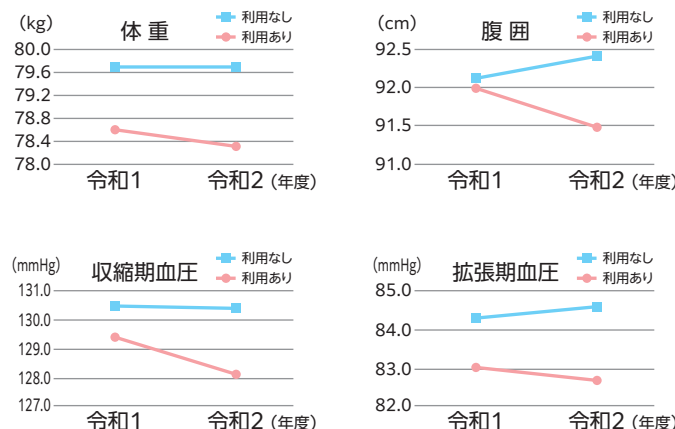 (kg) 体 重 利用なし
利用あり
80.0
79.6
79.2
78.8
78.4
78.0
令和1 令和2 (年度)
(cm) 腹 囲 利用なし
利用あり
92.5
92.0
91.5
91.0
令和1 令和2 (年度)
(mmHg) 収縮期血圧 利用なし
利用あり
131.0
130.0
129.0
128.0
127.0
令和1 令和2 (年度)
(mmHg) 拡張期血圧 利用なし
利用あり
85.0
84.0
83.0
82.0
令和1 令和2 (年度)